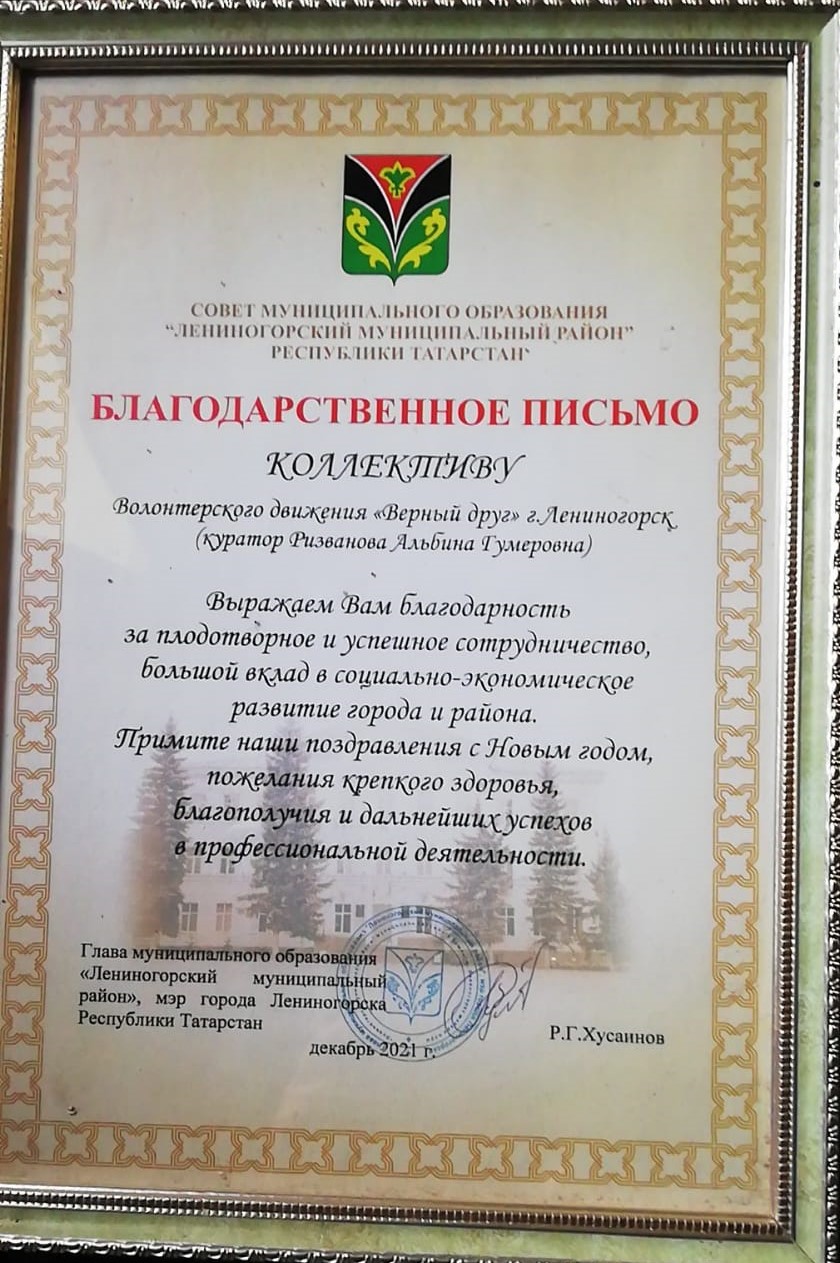 СОВЕТ МУНИЦИПАЛЬНОГО ОБРАЗОВАНИЯ
“ЛЕНИНОГОРСКИЙ МУНИЦИПАЛЬНЫЙ РАЙОН”
РЕСПУБЛИКИ ТАТАРСТАН
БЛАГОДАРСТВЕННОЕ ПИСЬМО
КОЛЛЕКТИВУ
Волонтерского движения «Верный друг» г.Лениногорск
(куратор Ризванова Альбина Гумеровна)
Выражаем Вам благодарность
за плодотворное и успешное сотрудничество,
большой вклад в социально-экономическое
развитие города и района.
Примите наши поздравления с Новым годом,
пожелания крепкого здоровья,
благополучия и дальнейших успехов
в профессиональной деятельности.
Глава муниципального образования
«Лениногорский муниципальный
район», мэр города Лениногорска
Республики Татарстан
Р.Г.Хусаинов
декабрь 2021 г.